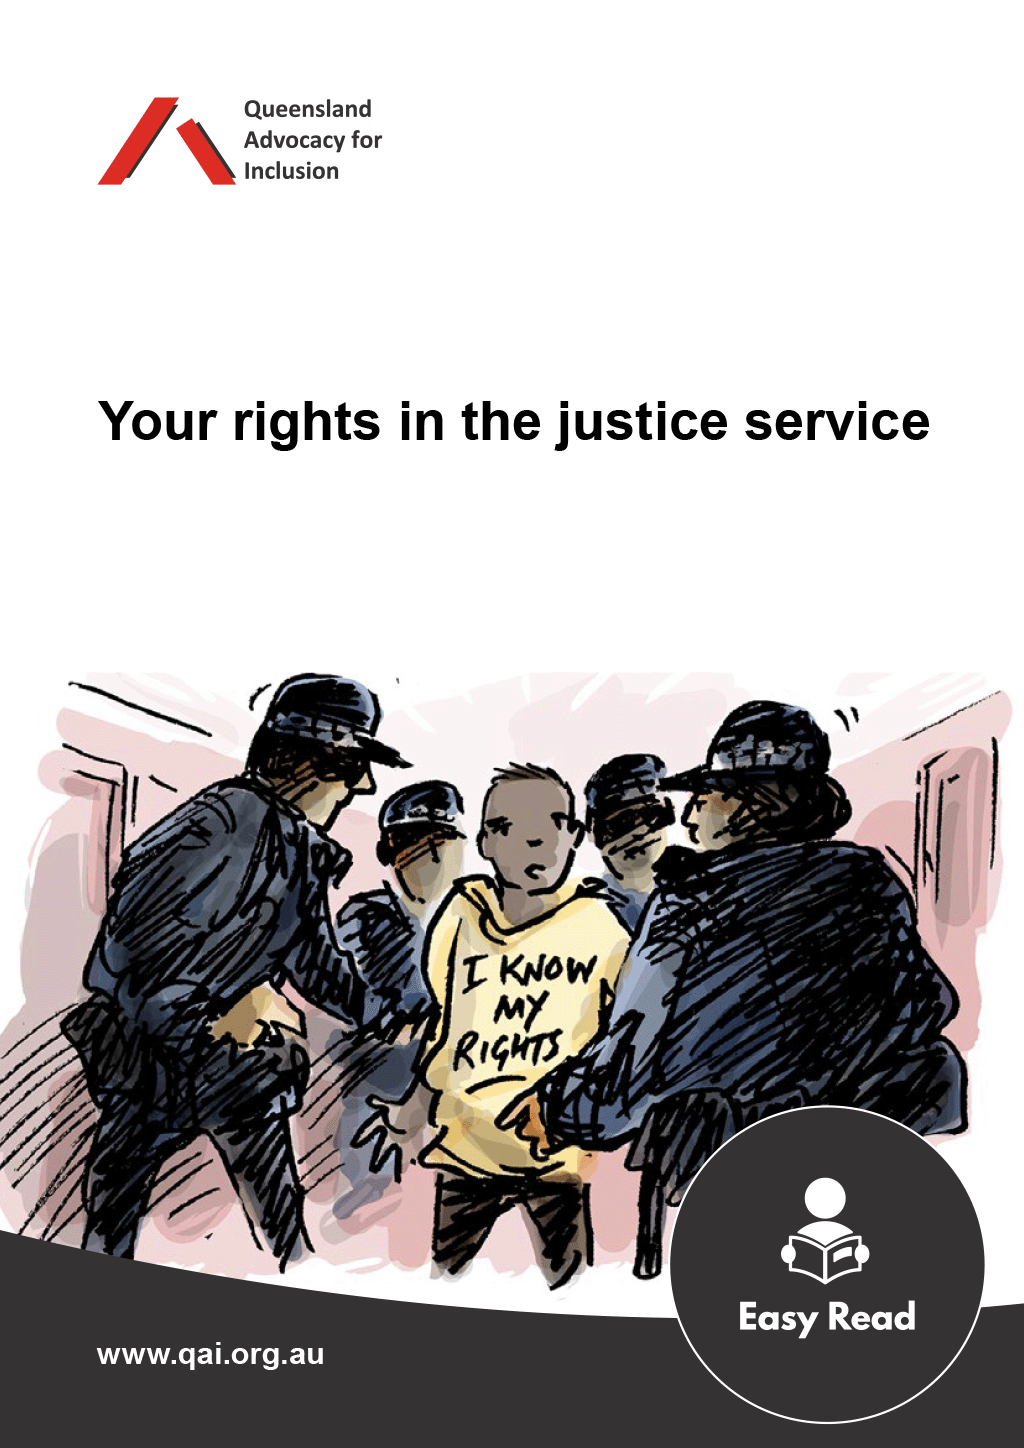 Queensland
Advocacy for
Inclusion
Your rights in the justice service
I KNOW
MY
RIGHTS
Easy Read
www.qai.org.au